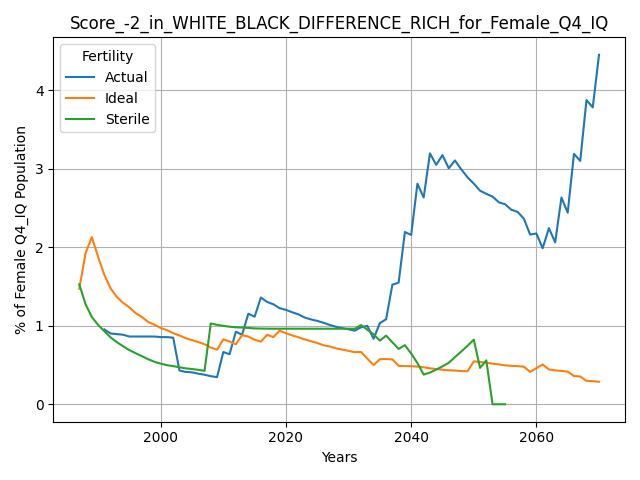 Score_-2_in_WHITE_BLACK_DIFFERENCE_RICH_for_Female_Q4_IQ
Fertility
Actual
Ideal
Sterile
% of Female Q4_IQ Population
4
3
2
1
0
2000
2020
2040
2060
Years